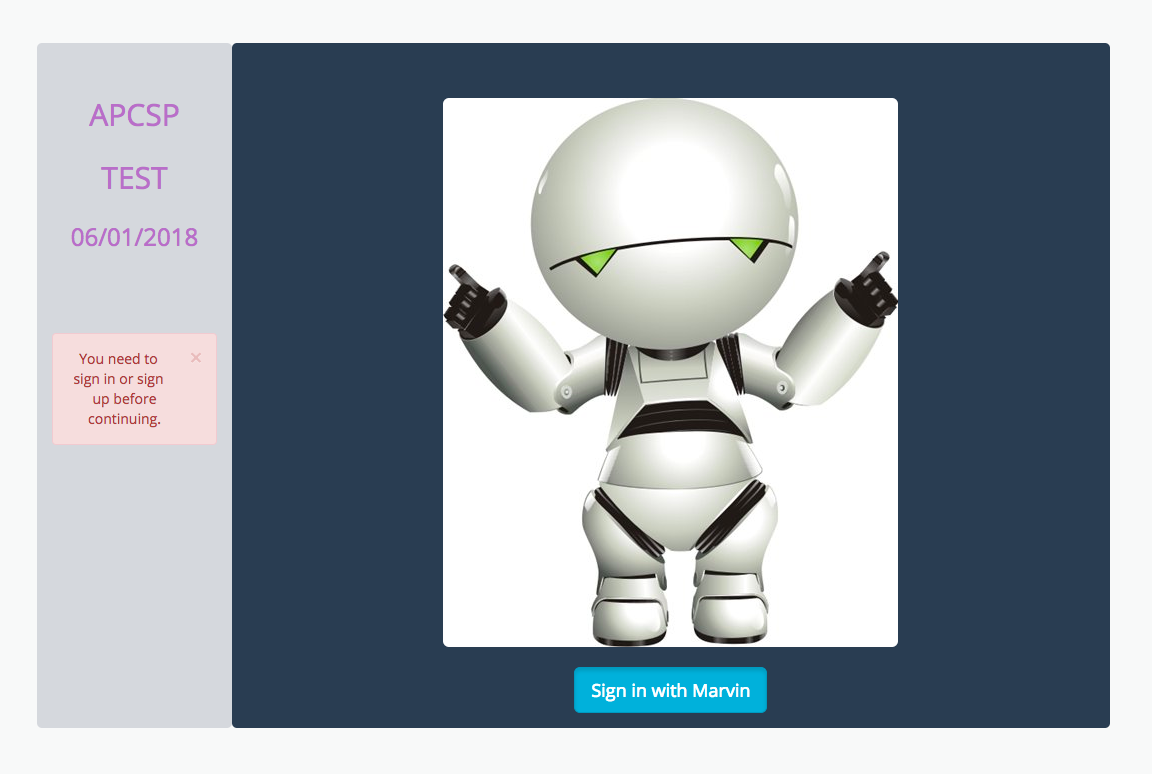 APCSP
TEST
06/01/2018
You need to
sign in or sign
up before
continuing.
×
Sign in with Marvin